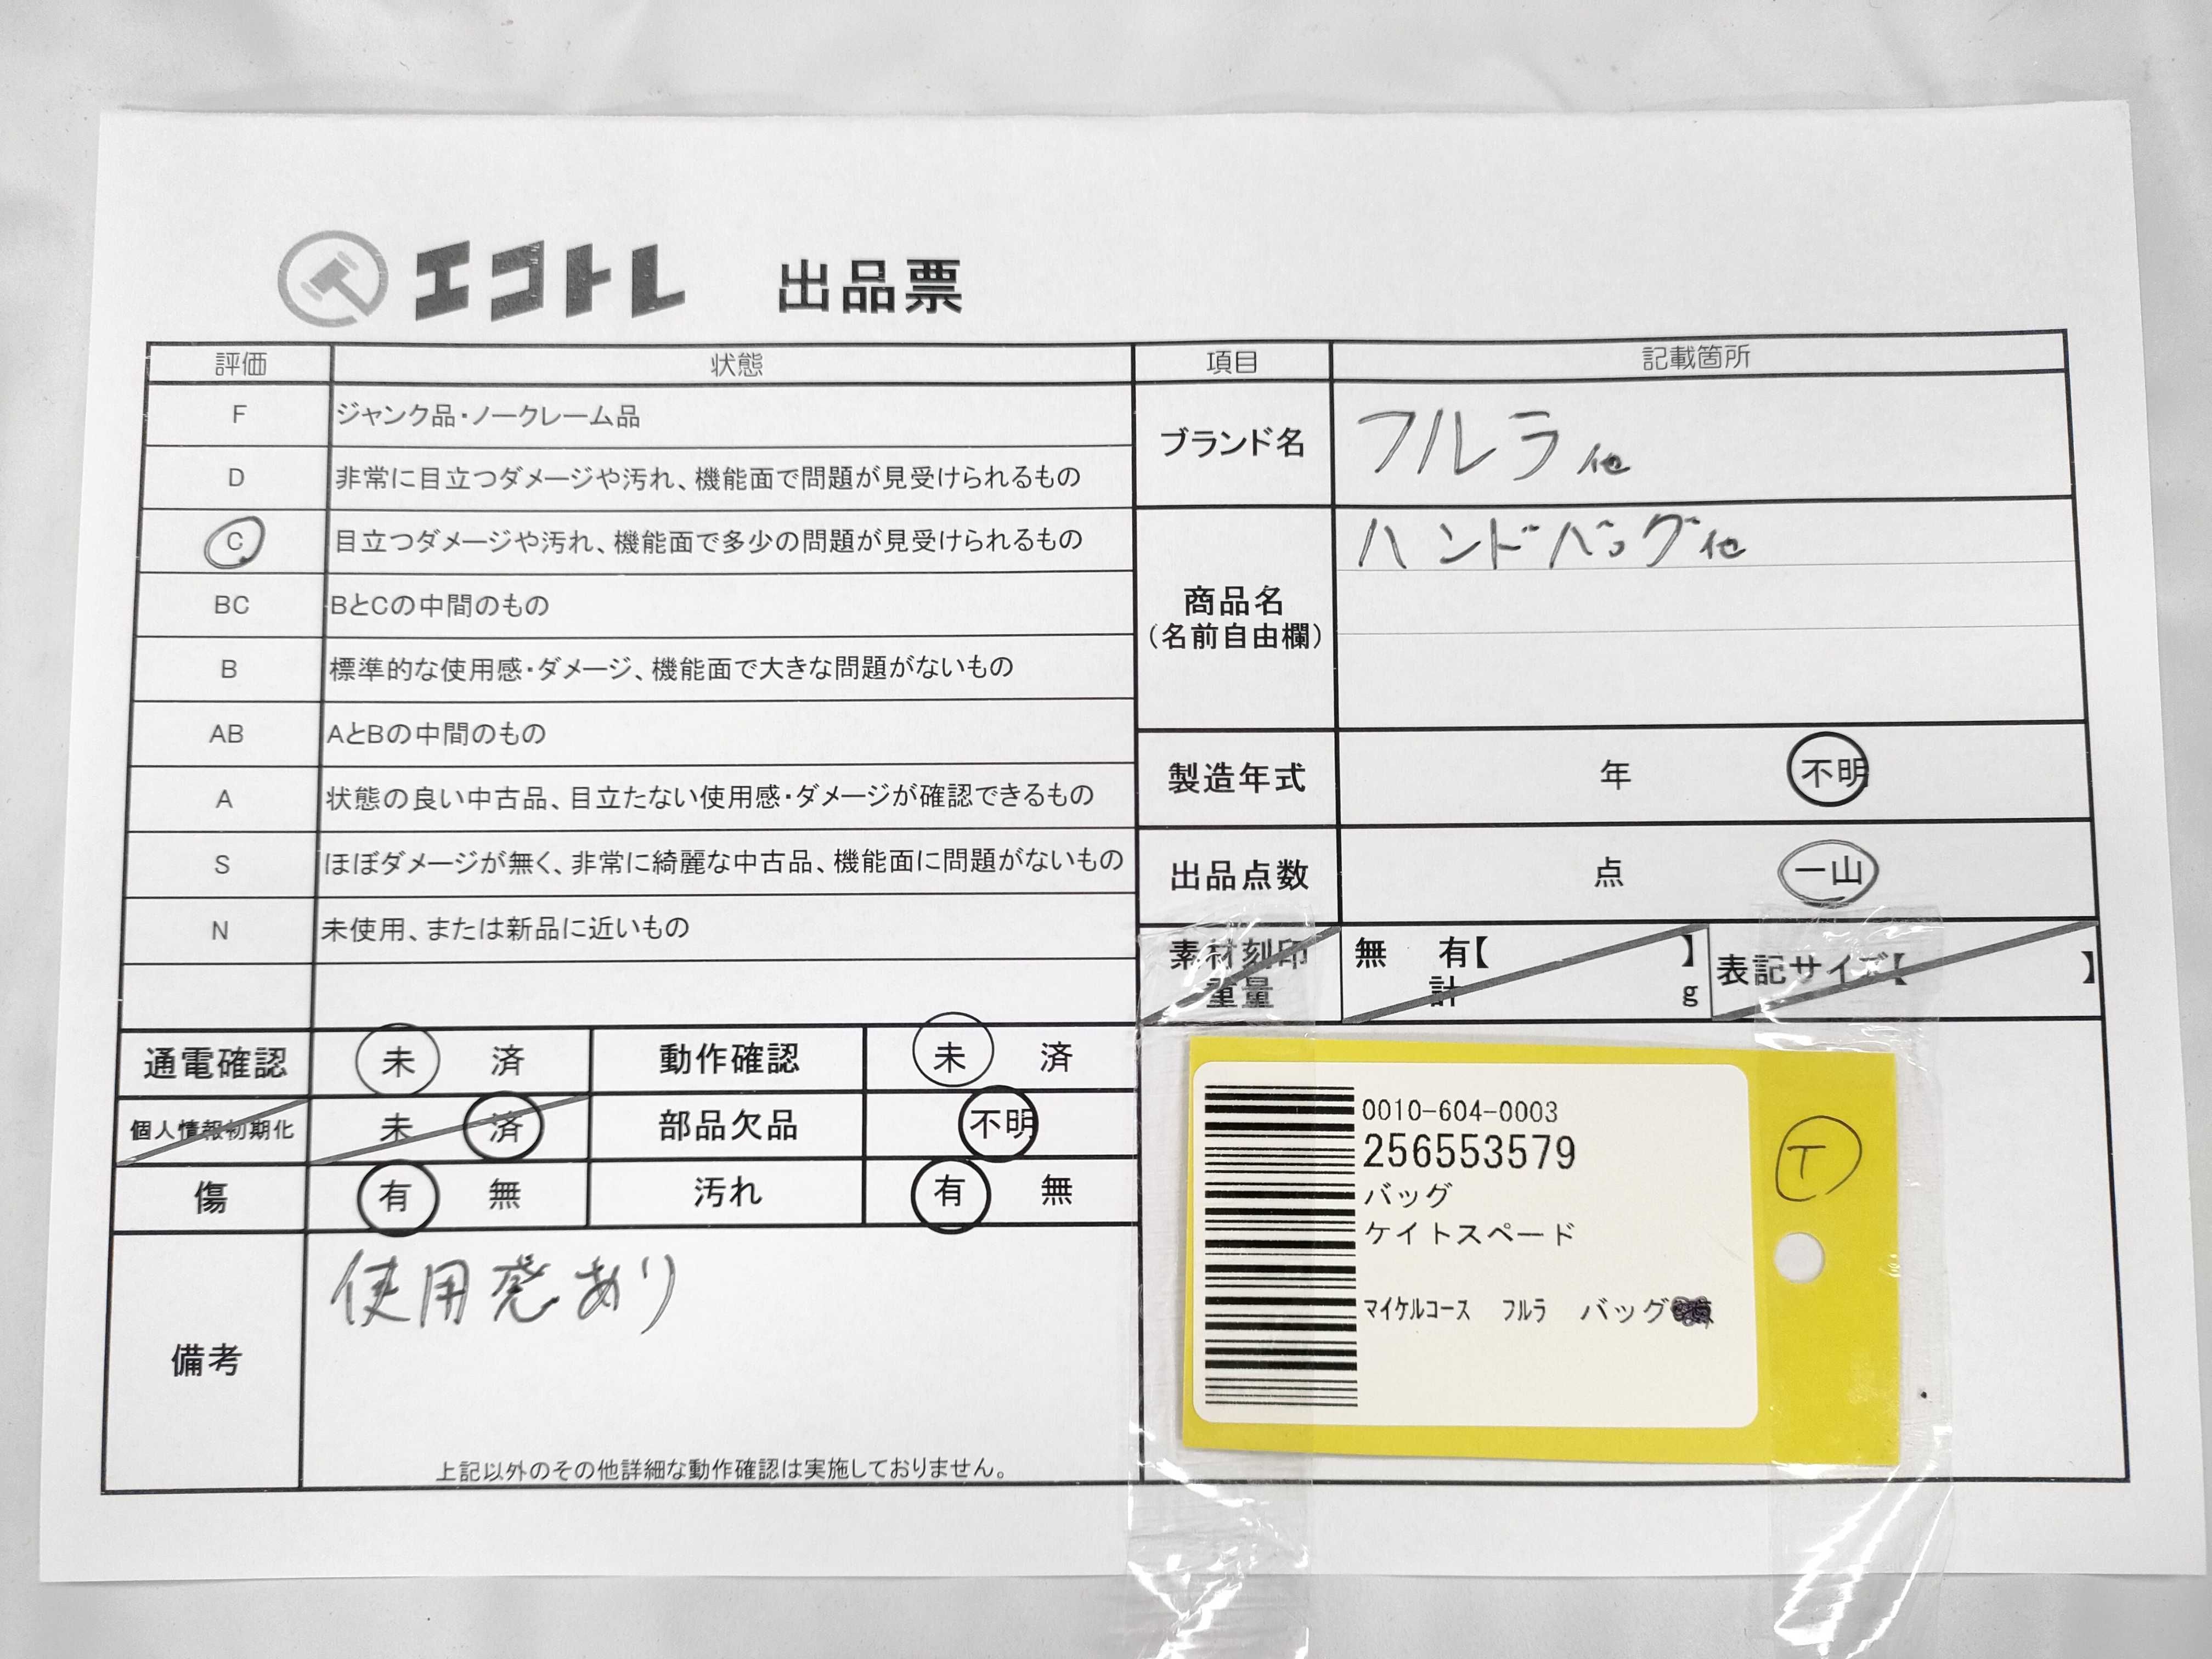 エコトレ 出品票
評価 状態
F ジャンク品・ノークレーム品
D 非常に目立つダメージや汚れ、機能面で問題が見受けられるもの
C 目立つダメージや汚れ、機能面で多少の問題が見受けられるもの
BC BとCの中間のもの
B 標準的な使用感・ダメージ、機能面で大きな問題がないもの
AB AとBの中間のもの
A 状態の良い中古品、目立たない使用感・ダメージが確認できるもの
S ほぼダメージが無く、非常に綺麗な中古品、機能面に問題がないもの
N 未使用、または新品に近いもの
通電確認 未 済 動作確認 未 済
個人情報初期化 未 済 部品欠品 不明
傷 有 無 汚れ 有 無
備考 使用感あり
上記以外のその他詳細な動作確認は実施しておりません。
項目 記載箇所
ブランド名 フルラ 他
商品名 ハンドバッグ 他
(名前自由欄)
製造年式 年 不明
出品点数 点 一山
素材刻印 無 有【 】 表記サイズ【 】
重量 計 g
0010-604-0003
256553579
バッグ
ケイトスペード
マイケルコース フルラ バッグ
T